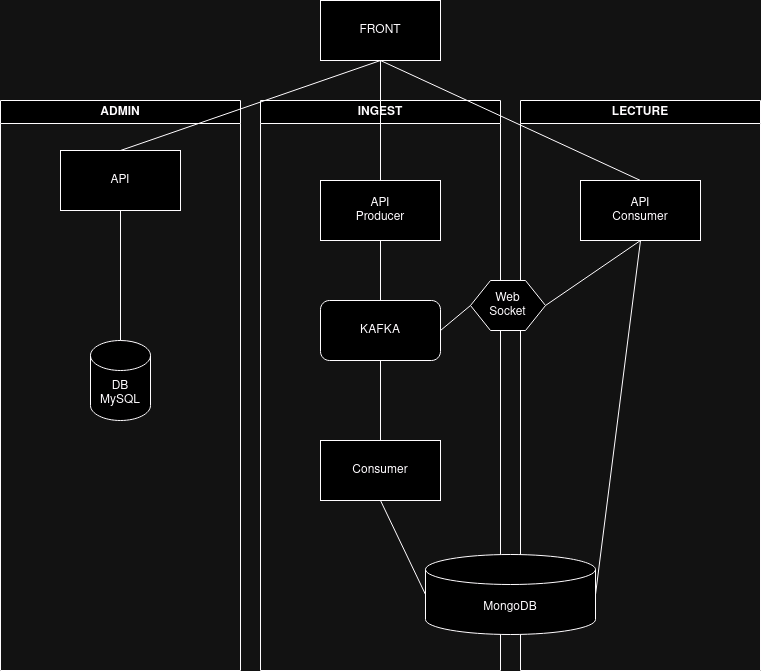 FRONT
ADMIN
INGEST
LECTURE
API
API
Producer
API
Consumer
Web
Socket
KAFKA
DB
MySQL
Consumer
MongoDB